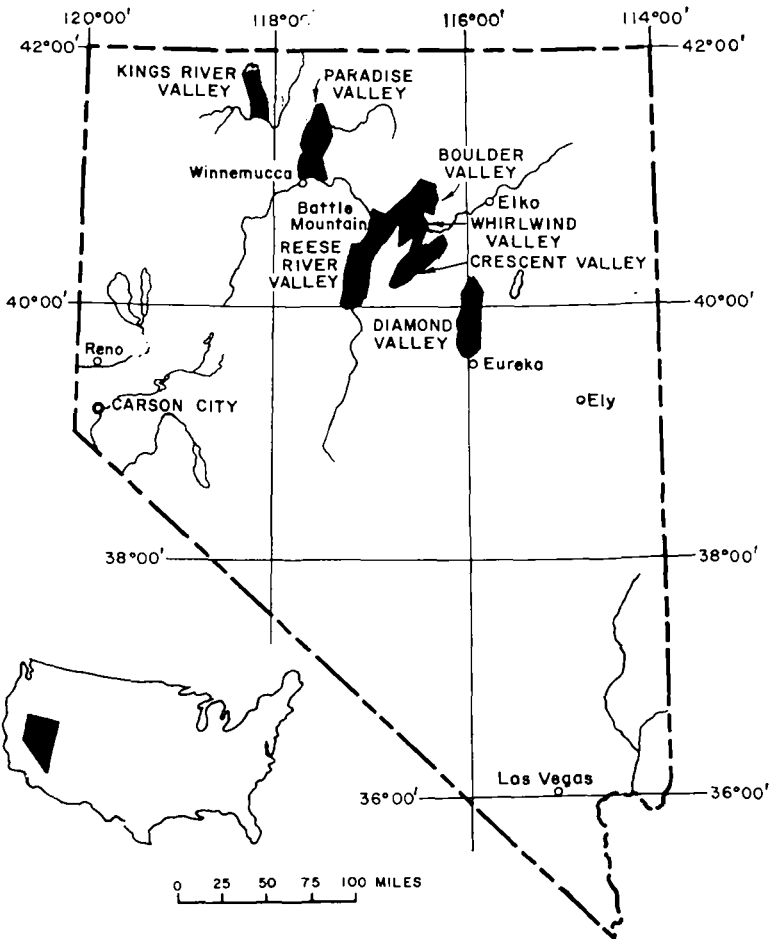 120°00'
118°00'
116°00'
114°00'
42°00'
42°00'
KINGS RIVER
VALLEY
PARADISE
VALLEY
BOULDER
VALLEY
Winnemucca
Elko
Battle
Mountain
WHIRLWIND
VALLEY
REESE
RIVER
VALLEY
CRESCENT VALLEY
40°00'
40°00'
DIAMOND
VALLEY
Reno
Eureka
CARSON CITY
Ely
38°00'
38°00'
Las Vegas
36°00'
36°00'
0 25 50 75 100 MILES